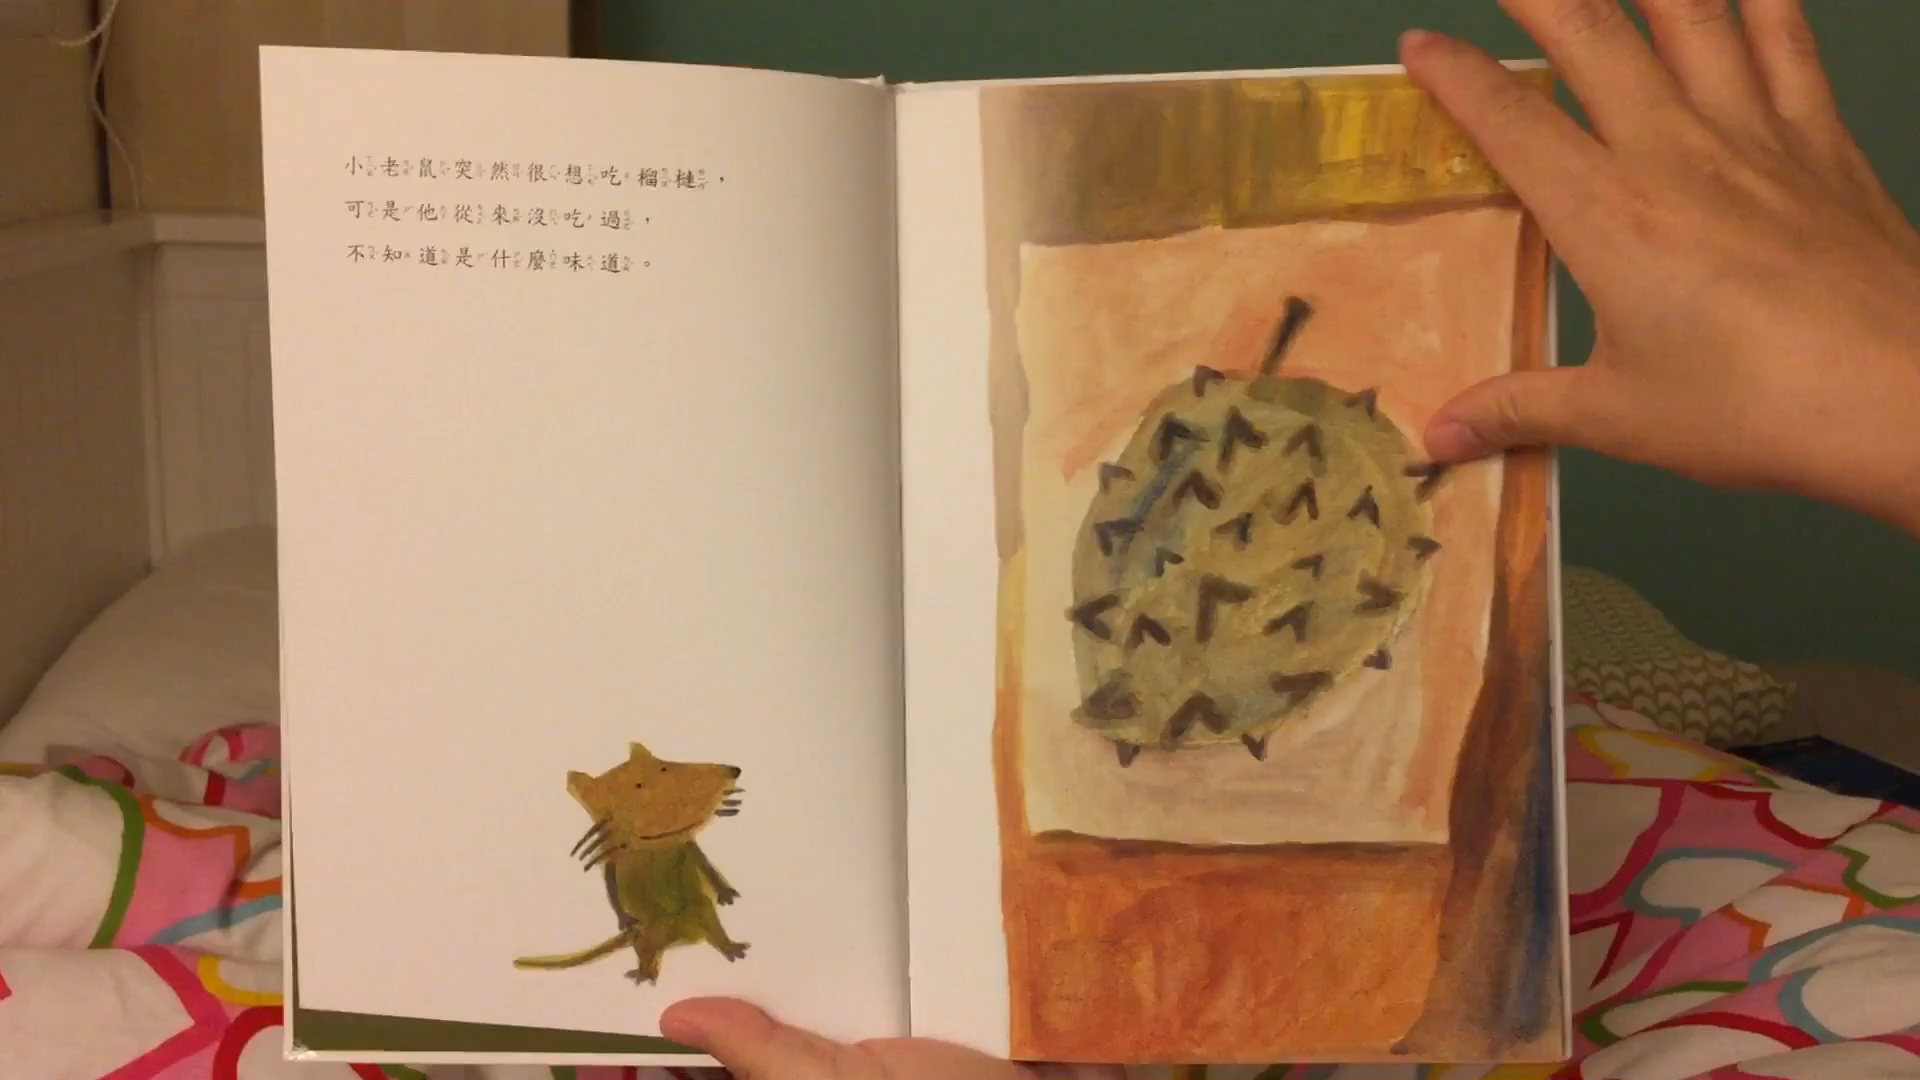 小老鼠突然很想吃榴槤，
可是他從來沒吃過，
不知道是什麼味道。